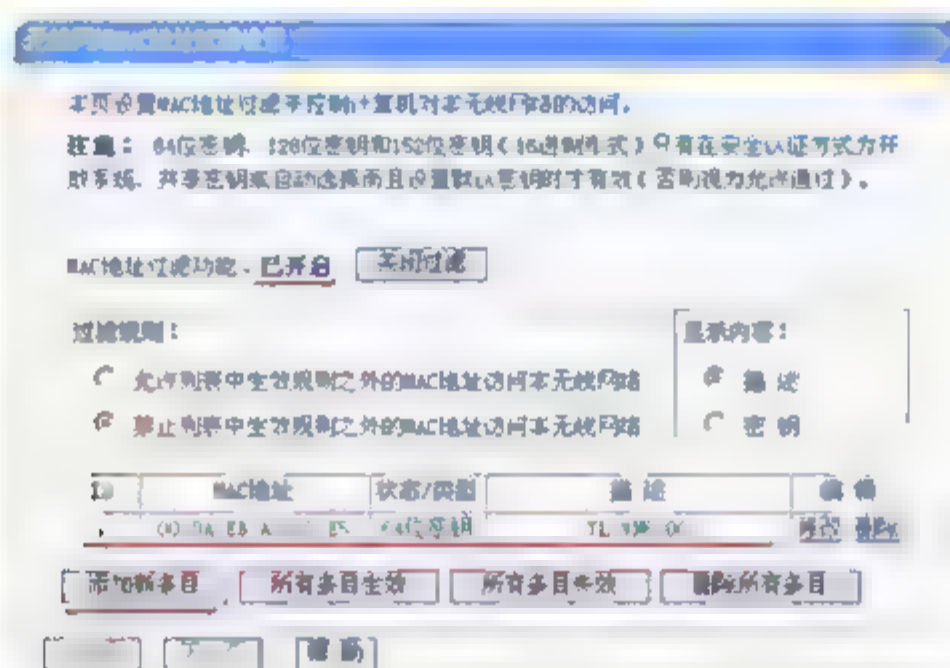 本页设置MAC地址过滤来控制计算机对本无线网络的访问。
注意： 64位密钥、128位密钥和152位密钥（16进制形式）只有在安全认证方式为开
放系统、共享密钥或自动选择而且设置默认密钥时才有效（否则视为允许通过）。
MAC地址过滤功能：已开启 关闭过滤
过滤规则： 显示内容：
允许列表中生效规则之外的MAC地址访问本无线网络 描 述
禁止列表中生效规则之外的MAC地址访问本无线网络 密 钥
ID MAC地址 状态/类型 描 述 编 辑
64位密钥 修改 删除
添加新条目 所有条目生效 所有条目失效 删除所有条目
帮 助